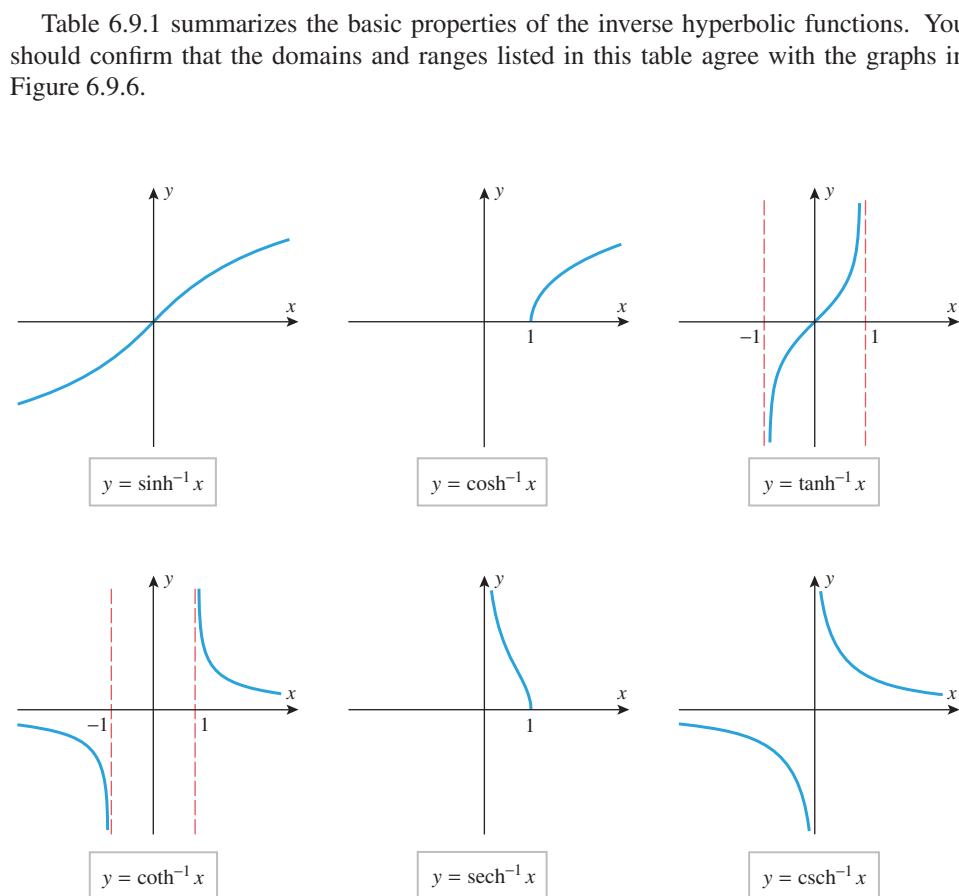 Table 6.9.1 summarizes the basic properties of the inverse hyperbolic functions. You
should confirm that the domains and ranges listed in this table agree with the graphs in
Figure 6.9.6.
y
x
y
x
1
y
x
−1
1
y = sinh⁻¹ x
y = cosh⁻¹ x
y = tanh⁻¹ x
y
x
−1
1
y
x
1
y
x
y = coth⁻¹ x
y = sech⁻¹ x
y = csch⁻¹ x